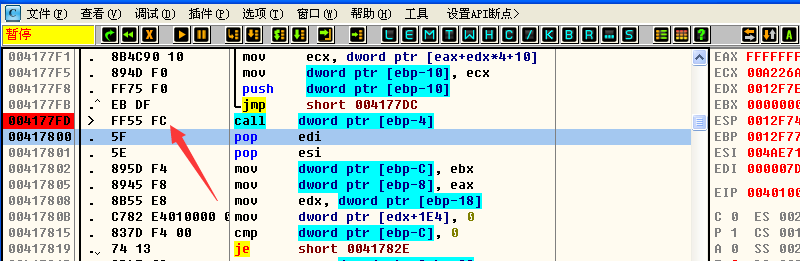 C 文件(F) 查看(V) 调试(D) 插件(P) 选项(T) 窗口(W) 帮助(H) 工具 设置API断点>
暂停 L E M T W H C / K B R ... S
004177F1 . 8B4C90 10 mov ecx, dword ptr [eax+edx*4+10] EAX FFFFFFF
004177F5 . 894D F0 mov dword ptr [ebp-10], ecx ECX 00A226A
004177F8 . FF75 F0 push dword ptr [ebp-10] EDX 0012F7E
004177FB .^ EB DF jmp short 004177DC EBX 0000000
004177FD > FF55 FC call dword ptr [ebp-4] ESP 0012F74
00417800 . 5F pop edi EBP 0012F77
00417801 . 5E pop esi ESI 004AE71
00417802 . 895D F4 mov dword ptr [ebp-C], ebx EDI 000007D
00417805 . 8945 F8 mov dword ptr [ebp-8], eax
00417808 . 8B55 E8 mov edx, dword ptr [ebp-18] EIP 0040100
0041780B . C782 E4010000 0 mov dword ptr [edx+1E4], 0 C 0 ES 002
00417815 . 837D F4 00 cmp dword ptr [ebp-C], 0 P 1 CS 001
00417819 .⌄ 74 13 je short 0041782E A 0 SS 002